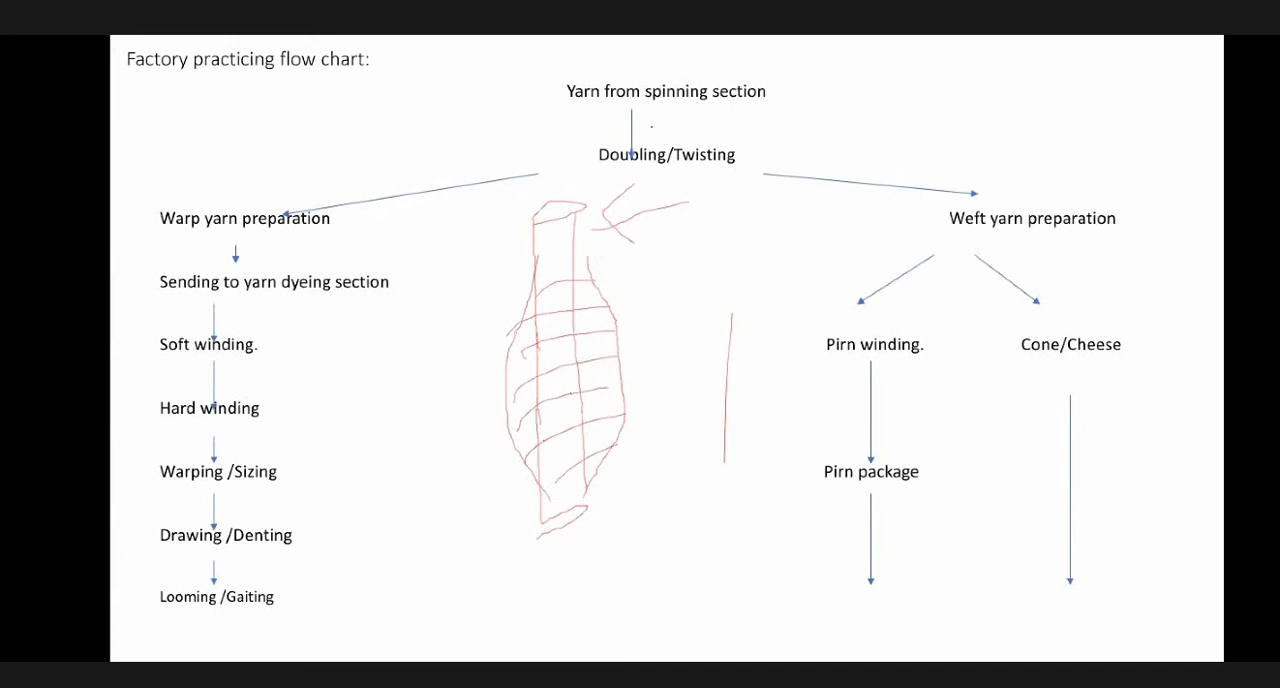 Factory practicing flow chart:
Yarn from spinning section
Doubling/Twisting
Warp yarn preparation
Weft yarn preparation
Sending to yarn dyeing section
Soft winding.
Pirn winding.
Cone/Cheese
Hard winding
Warping /Sizing
Pirn package
Drawing /Denting
Looming /Gaiting